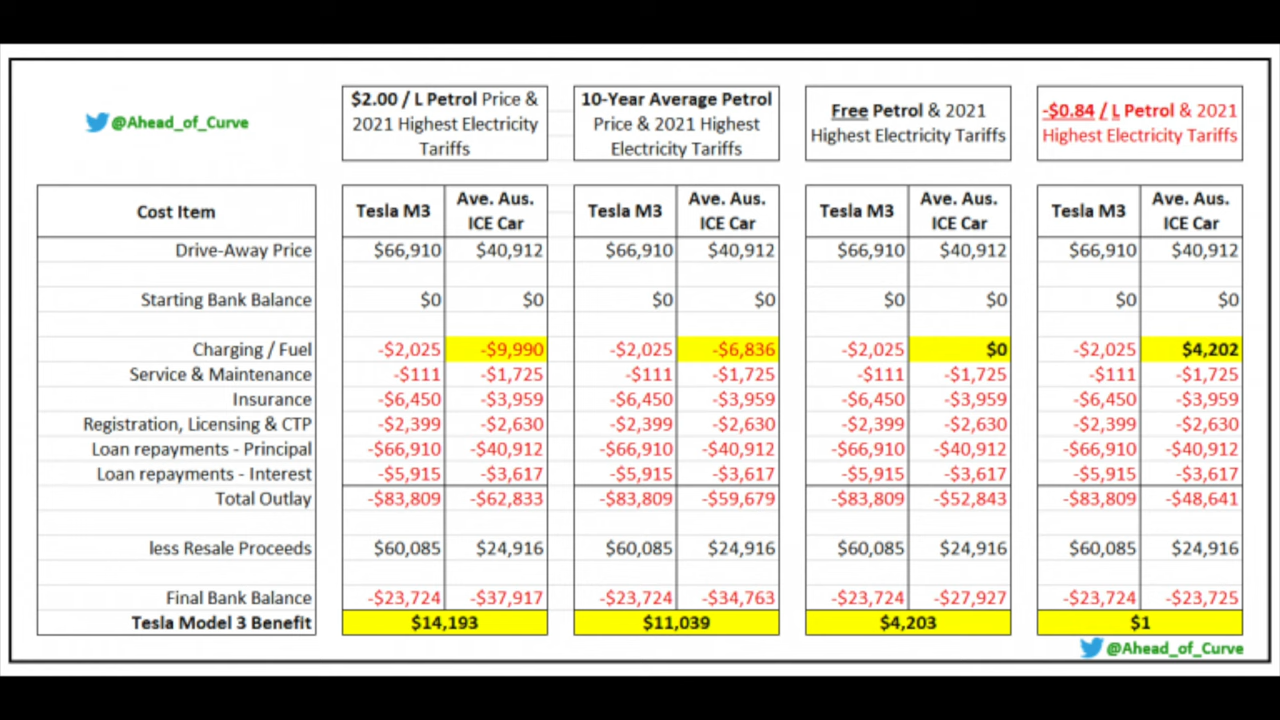 @Ahead_of_Curve
$2.00 / L Petrol Price &
2021 Highest Electricity
Tariffs
10-Year Average Petrol
Price & 2021 Highest
Electricity Tariffs
Free Petrol & 2021
Highest Electricity Tariffs
-$0.84 / L Petrol & 2021
Highest Electricity Tariffs
Cost Item Tesla M3 Ave. Aus. ICE Car Tesla M3 Ave. Aus. ICE Car Tesla M3 Ave. Aus. ICE Car Tesla M3 Ave. Aus. ICE Car
Drive-Away Price $66,910 $40,912 $66,910 $40,912 $66,910 $40,912 $66,910 $40,912
Starting Bank Balance $0 $0 $0 $0 $0 $0 $0 $0
Charging / Fuel -$2,025 -$9,990 -$2,025 -$6,836 -$2,025 $0 -$2,025 $4,202
Service & Maintenance -$111 -$1,725 -$111 -$1,725 -$111 -$1,725 -$111 -$1,725
Insurance -$6,450 -$3,959 -$6,450 -$3,959 -$6,450 -$3,959 -$6,450 -$3,959
Registration, Licensing & CTP -$2,399 -$2,630 -$2,399 -$2,630 -$2,399 -$2,630 -$2,399 -$2,630
Loan repayments - Principal -$66,910 -$40,912 -$66,910 -$40,912 -$66,910 -$40,912 -$66,910 -$40,912
Loan repayments - Interest -$5,915 -$3,617 -$5,915 -$3,617 -$5,915 -$3,617 -$5,915 -$3,617
Total Outlay -$83,809 -$62,833 -$83,809 -$59,679 -$83,809 -$52,843 -$83,809 -$48,641
less Resale Proceeds $60,085 $24,916 $60,085 $24,916 $60,085 $24,916 $60,085 $24,916
Final Bank Balance -$23,724 -$37,917 -$23,724 -$34,763 -$23,724 -$27,927 -$23,724 -$23,725
Tesla Model 3 Benefit $14,193 $11,039 $4,203 $1
@Ahead_of_Curve